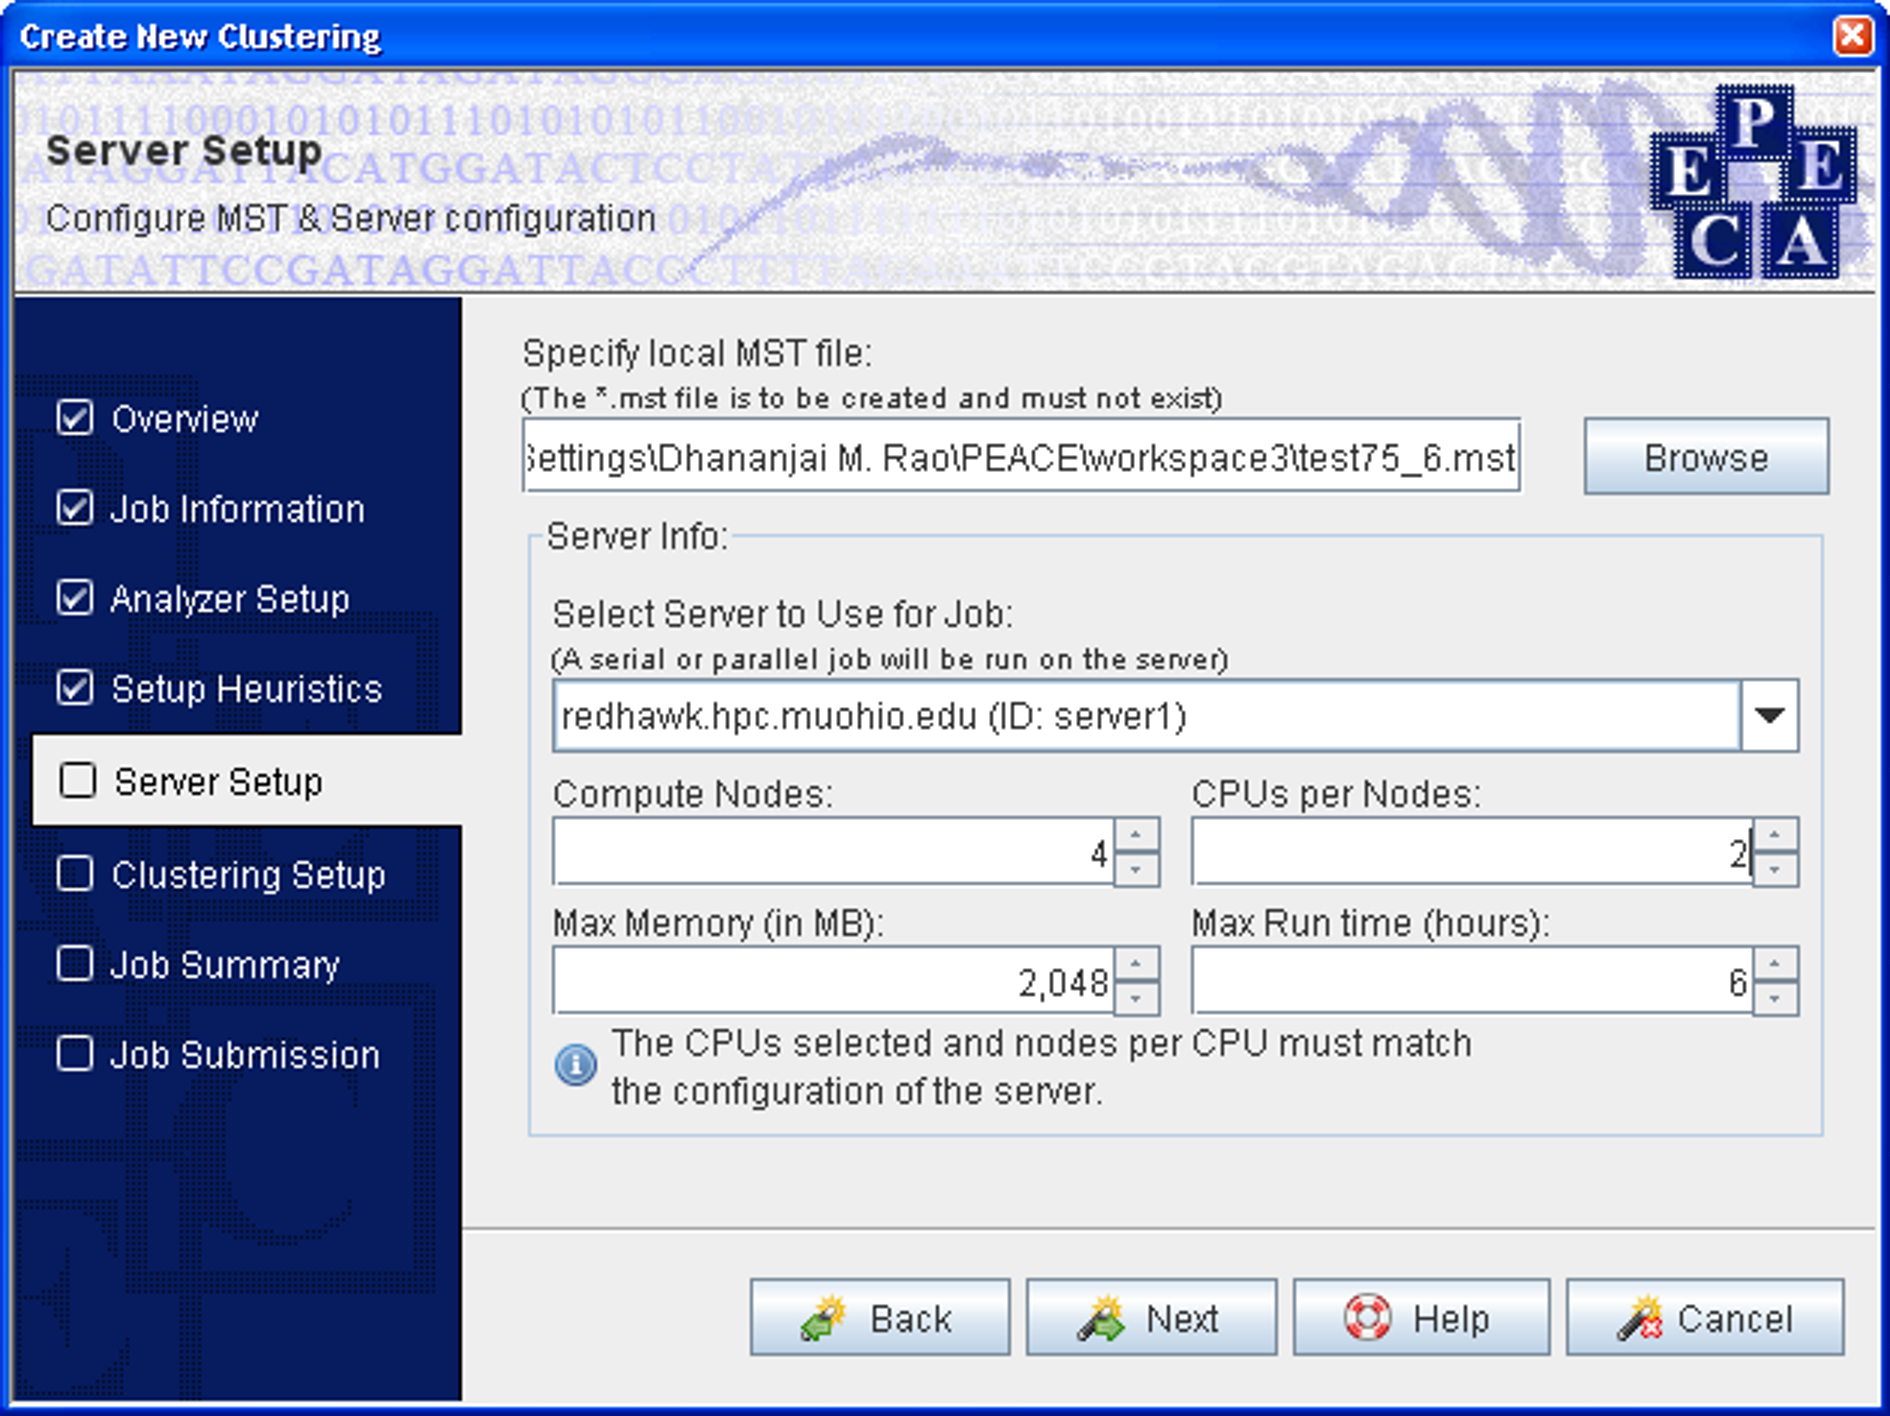 Create New Clustering
Server Setup
Configure MST & Server configuration
P
E E
C A
Overview
Job Information
Analyzer Setup
Setup Heuristics
Server Setup
Clustering Setup
Job Summary
Job Submission
Specify local MST file:
(The *.mst file is to be created and must not exist)
Settings\Dhananjai M. Rao\PEACE\workspace3\test75_6.mst
Browse
Server Info:
Select Server to Use for Job:
(A serial or parallel job will be run on the server)
redhawk.hpc.muohio.edu (ID: server1)
Compute Nodes: CPUs per Nodes:
4 2
Max Memory (in MB): Max Run time (hours):
2,048 6
The CPUs selected and nodes per CPU must match
the configuration of the server.
Back Next Help Cancel